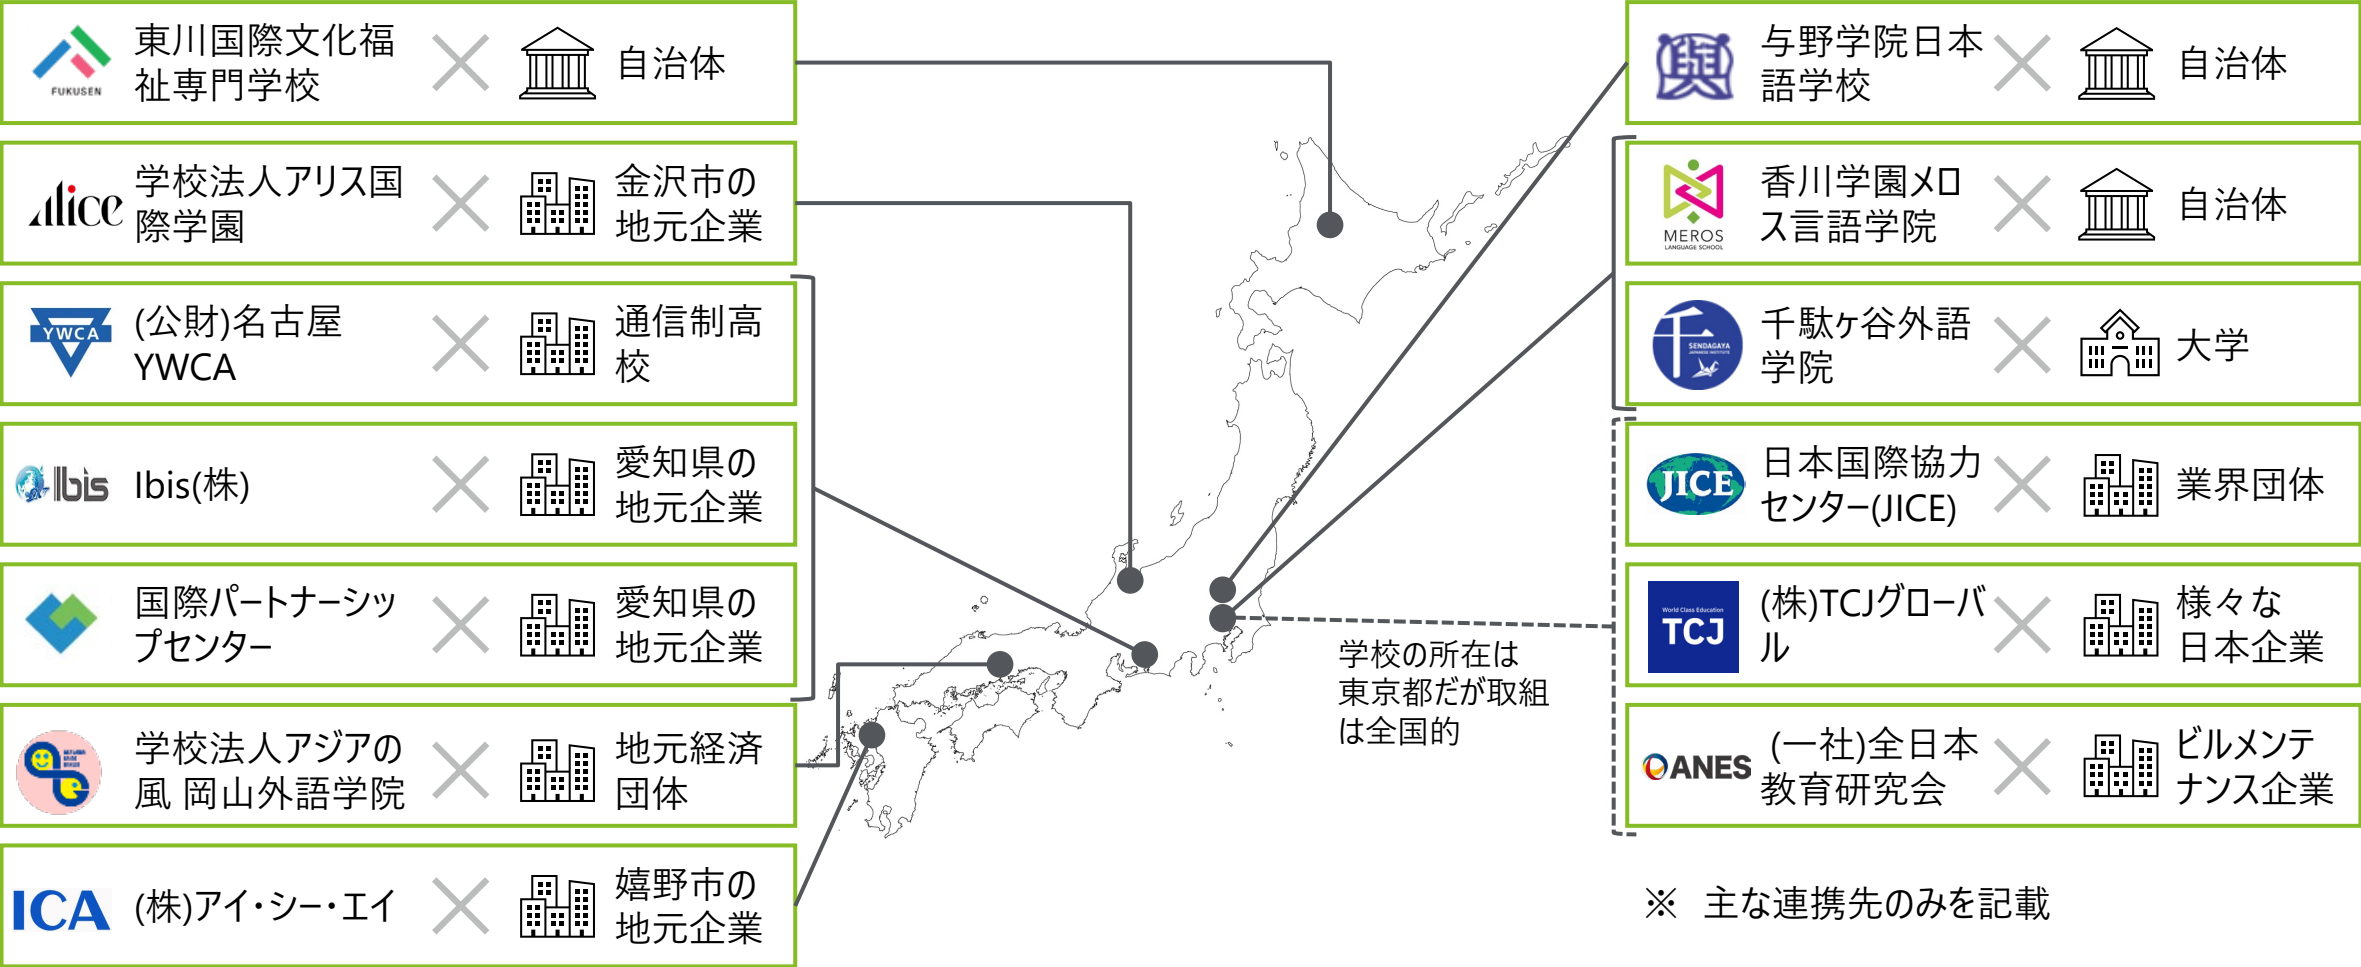 FUKUSEN
東川国際文化福
祉専門学校
自治体
Alice
学校法人アリス国
際学園
金沢市の
地元企業
YWCA
(公財)名古屋
YWCA
通信制高
校
Ibis
Ibis(株)
愛知県の
地元企業
国際パートナーシッ
プセンター
愛知県の
地元企業
学校法人アジアの
風 岡山外語学院
地元経済
団体
ICA
(株)アイ・シー・エイ
嬉野市の
地元企業
学校の所在は
東京都だが取組
は全国的
與
与野学院日本
語学校
自治体
MEROS
LANGUAGE SCHOOL
香川学園メロ
ス言語学院
自治体
千
SENDAGAYA
JAPANESE INSTITUTE
千駄ヶ谷外語
学院
大学
JICE
日本国際協力
センター(JICE)
業界団体
World Class Education
TCJ
(株)TCJグローバ
ル
様々な
日本企業
ANES
(一社)全日本
教育研究会
ビルメンテ
ナンス企業
※ 主な連携先のみを記載